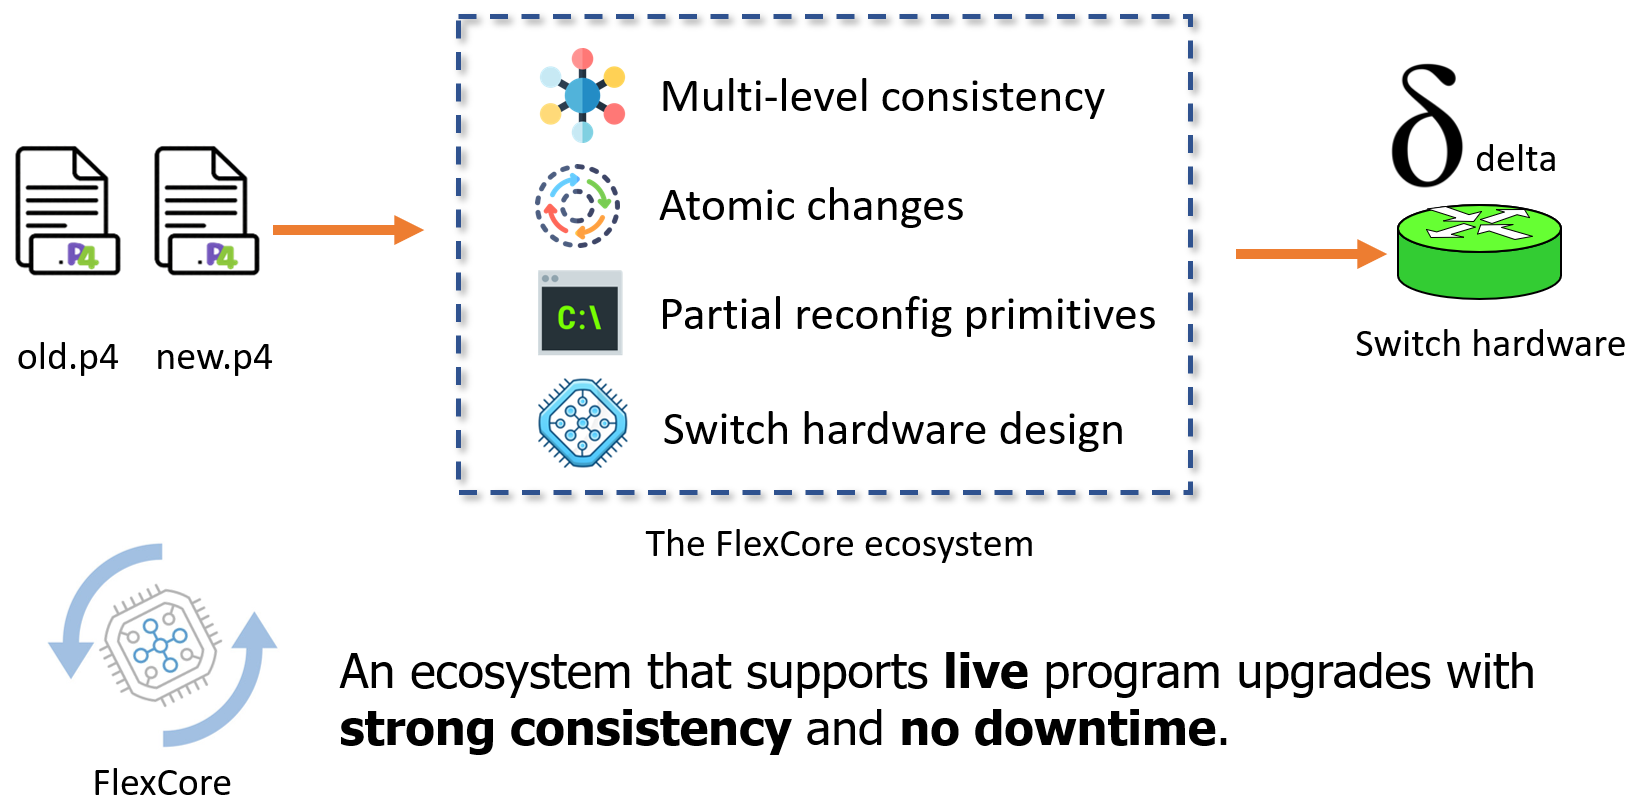 Multi-level consistency
Atomic changes
C:\
Partial reconfig primitives
Switch hardware design
The FlexCore ecosystem
.P4
.P4
old.p4
new.p4
δ
delta
Switch hardware
FlexCore
An ecosystem that supports live program upgrades with
strong consistency and no downtime.